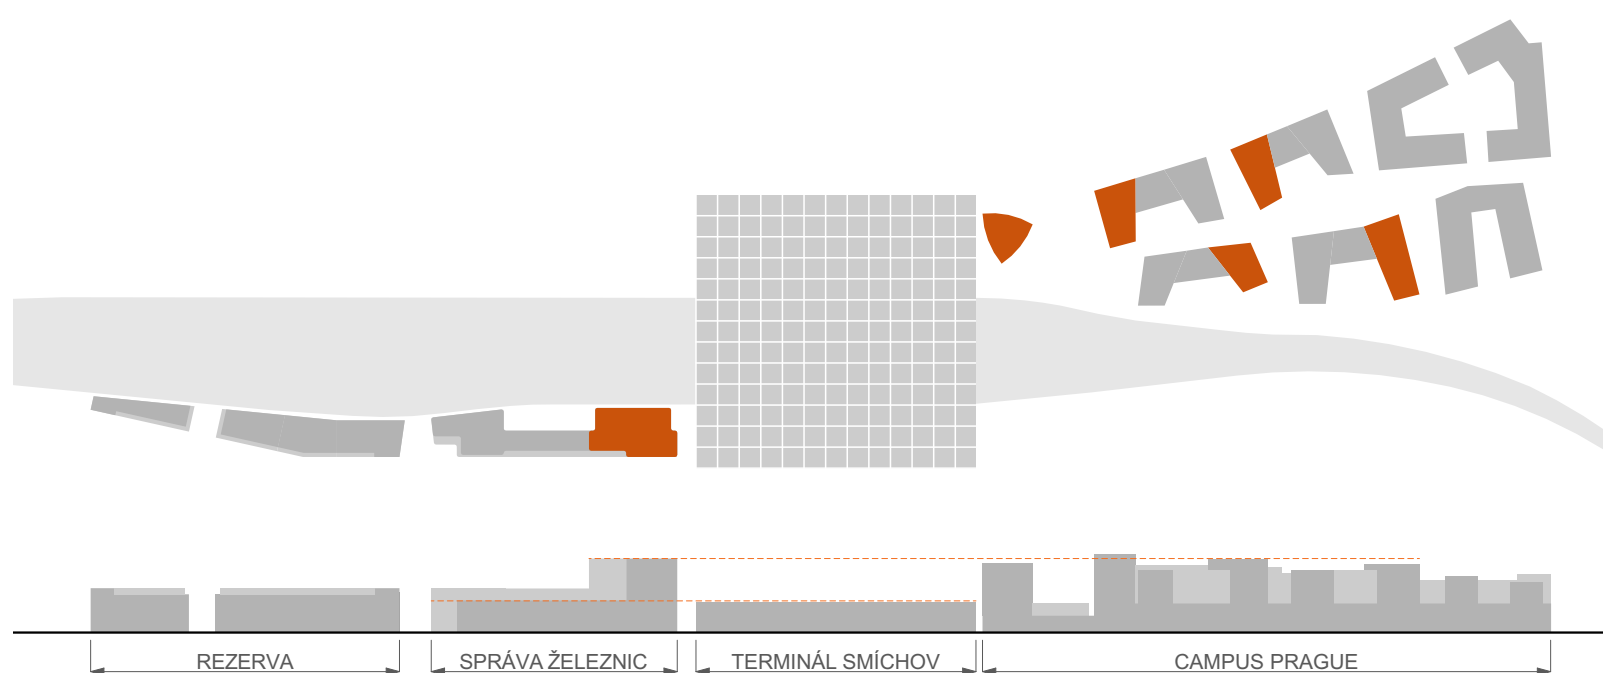 REZERVA
SPRÁVA ŽELEZNIC
TERMINÁL SMÍCHOV
CAMPUS PRAGUE